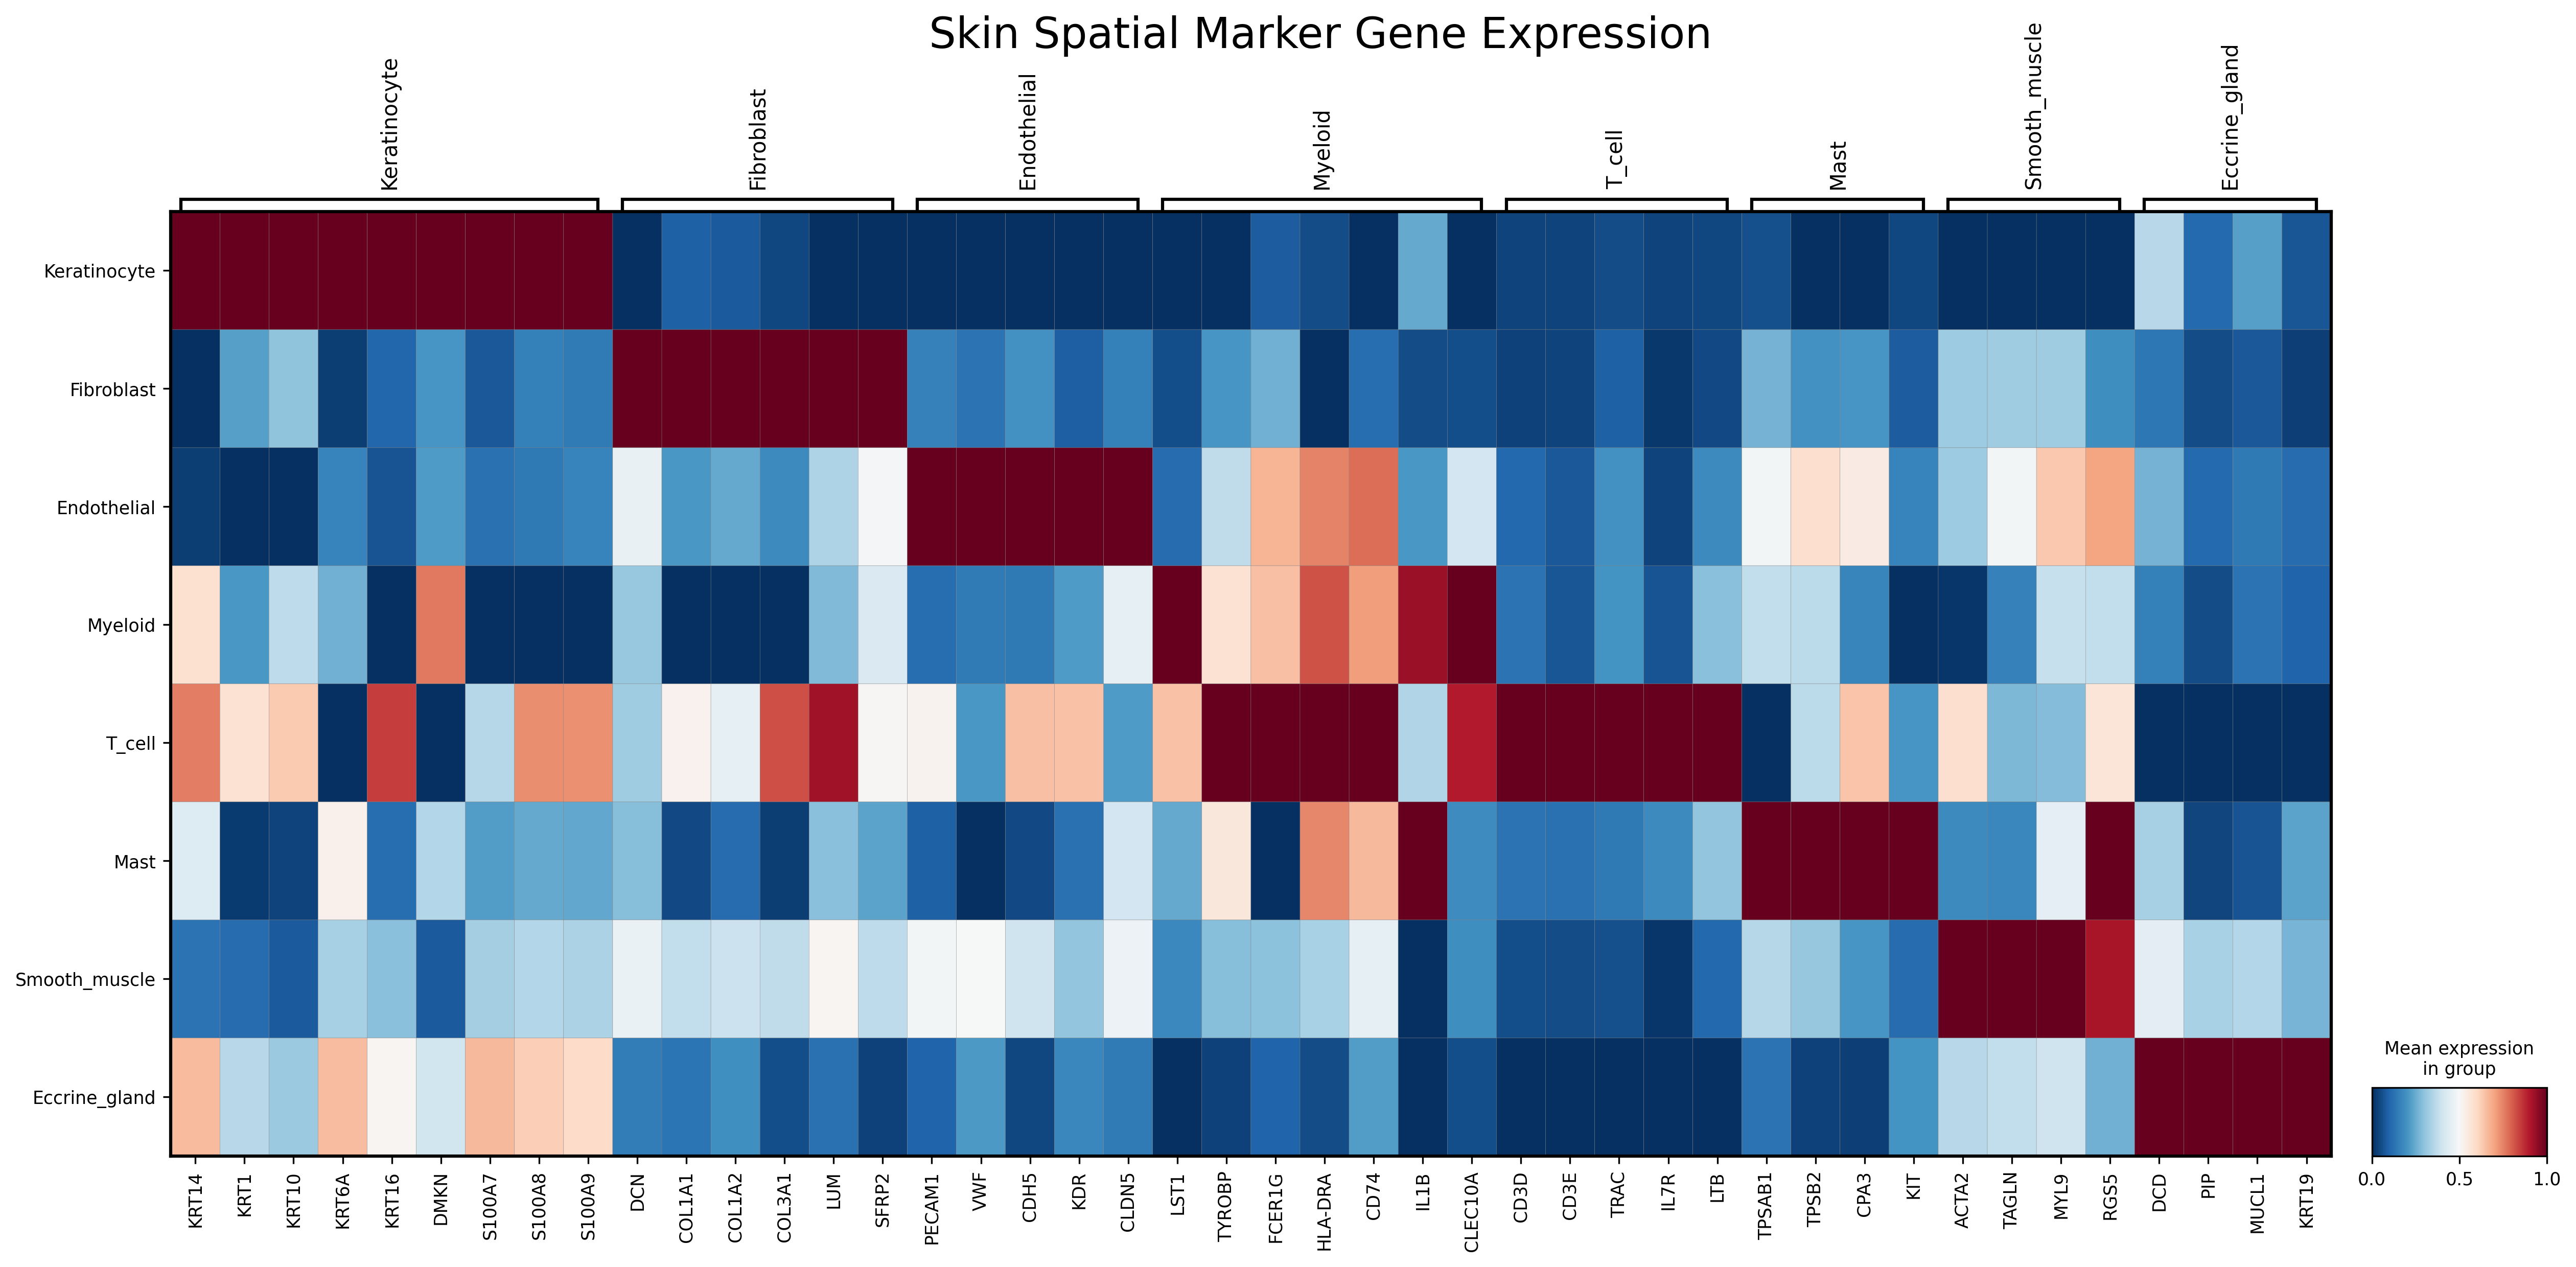 Skin Spatial Marker Gene Expression
Keratinocyte
Fibroblast
Endothelial
Myeloid
T_cell
Mast
Smooth_muscle
Eccrine_gland
Keratinocyte
Fibroblast
Endothelial
Myeloid
T_cell
Mast
Smooth_muscle
Eccrine_gland
KRT14
KRT1
KRT10
KRT6A
KRT16
DMKN
S100A7
S100A8
S100A9
DCN
COL1A1
COL1A2
COL3A1
LUM
SFRP2
PECAM1
VWF
CDH5
KDR
CLDN5
LST1
TYROBP
FCER1G
HLA-DRA
CD74
IL1B
CLEC10A
CD3D
CD3E
TRAC
IL7R
LTB
TPSAB1
TPSB2
CPA3
KIT
ACTA2
TAGLN
MYL9
RGS5
DCD
PIP
MUCL1
KRT19
Mean expression
in group
0.0 0.5 1.0